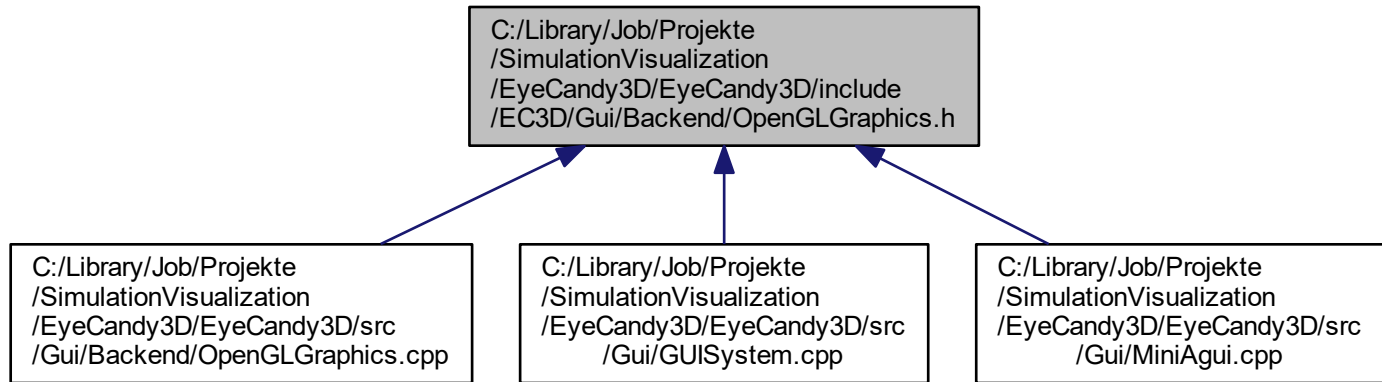 C:/Library/Job/Projekte
/SimulationVisualization
/EyeCandy3D/EyeCandy3D/include
/EC3D/Gui/Backend/OpenGLGraphics.h
C:/Library/Job/Projekte
/SimulationVisualization
/EyeCandy3D/EyeCandy3D/src
/Gui/Backend/OpenGLGraphics.cpp
C:/Library/Job/Projekte
/SimulationVisualization
/EyeCandy3D/EyeCandy3D/src
/Gui/GUISystem.cpp
C:/Library/Job/Projekte
/SimulationVisualization
/EyeCandy3D/EyeCandy3D/src
/Gui/MiniAgui.cpp